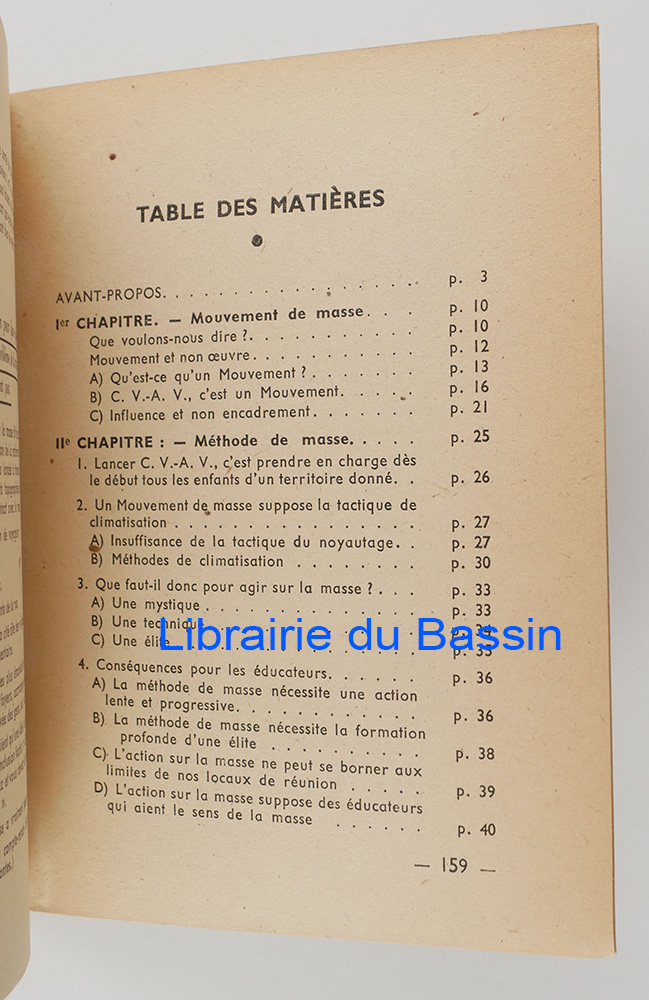 TABLE DES MATIÈRES
AVANT-PROPOS. . . . . . . . . . . . . . . . . p. 3
Ier CHAPITRE. — Mouvement de masse. . . p. 10
Que voulons-nous dire ? . . . . . . . . . . . p. 10
Mouvement et non œuvre. . . . . . . . . . . p. 12
A) Qu'est-ce qu'un Mouvement ? . . . . . . . p. 13
B) C. V.-A. V., c'est un Mouvement. . . . . p. 16
C) Influence et non encadrement. . . . . . . p. 21
IIe CHAPITRE : — Méthode de masse. . . . . p. 25
1. Lancer C. V.-A. V., c'est prendre en charge dès
le début tous les enfants d'un territoire donné. . p. 26
2. Un Mouvement de masse suppose la tactique de
climatisation . . . . . . . . . . . . . . . . p. 27
A) Insuffisance de la tactique du noyautage. . p. 27
B) Méthodes de climatisation . . . . . . . . p. 30
3. Que faut-il donc pour agir sur la masse ? . . . p. 33
A) Une mystique . . . . . . . . . . . . . . p. 33
B) Une technique . . . . . . . . . . . . . . p. 34
C) Une élite . . . . . . . . . . . . . . . . p. 35
Librairie du Bassin
4. Conséquences pour les éducateurs. . . . . . . p. 36
A) La méthode de masse nécessite une action
lente et progressive. . . . . . . . . . . . p. 36
B) La méthode de masse nécessite la formation
profonde d'une élite . . . . . . . . . . p. 38
C) L'action sur la masse ne peut se borner aux
limites de nos locaux de réunion . . . . . p. 39
D) L'action sur la masse suppose des éducateurs
qui aient le sens de la masse . . . . . . p. 40
— 159 —